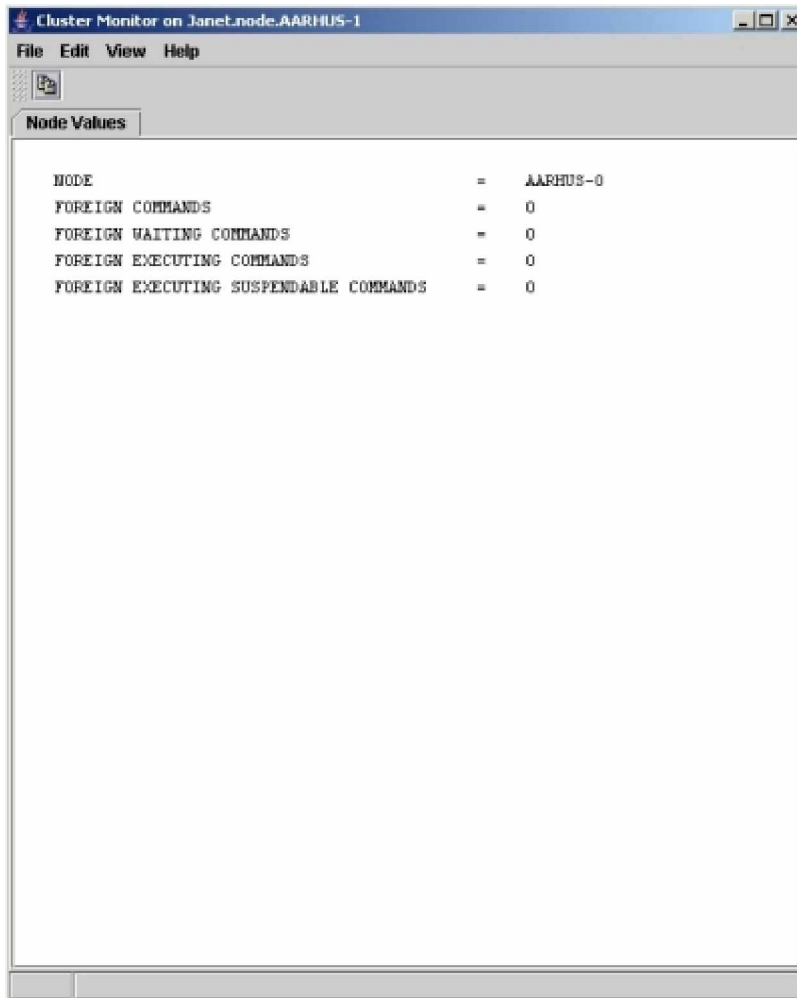 Cluster Monitor on Janet.node.AARHUS-1
File Edit View Help
Node Values
NODE = AARHUS-0
FOREIGN COMMANDS = 0
FOREIGN WAITING COMMANDS = 0
FOREIGN EXECUTING COMMANDS = 0
FOREIGN EXECUTING SUSPENDABLE COMMANDS = 0